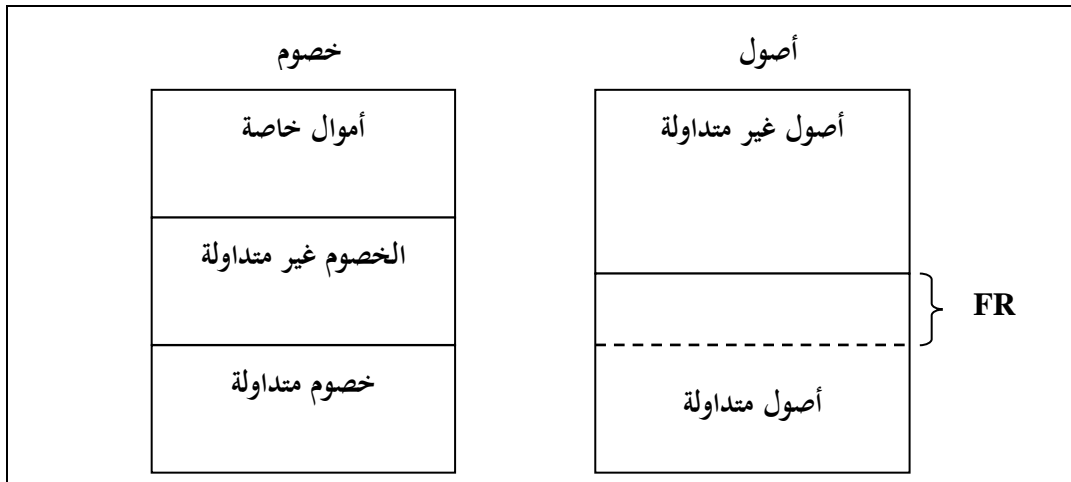 أصول
خصوم
أصول غير متداولة
أموال خاصة
الخصوم غير متداولة
FR
خصوم متداولة
أصول متداولة